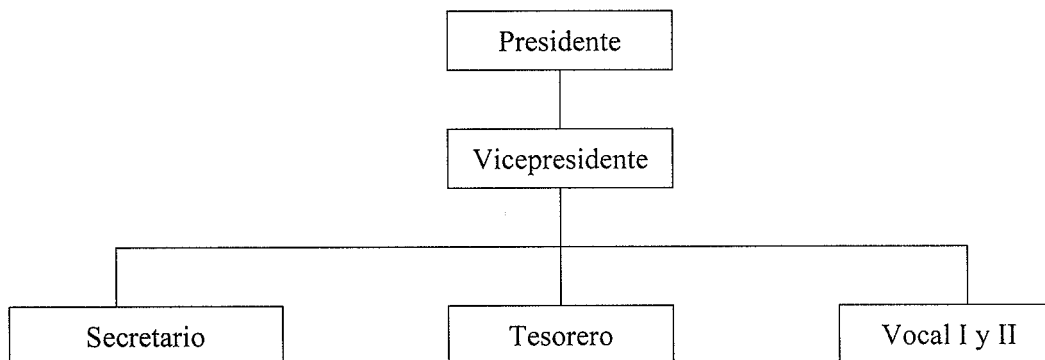 Presidente
Vicepresidente
Secretario
Tesorero
Vocal I y II